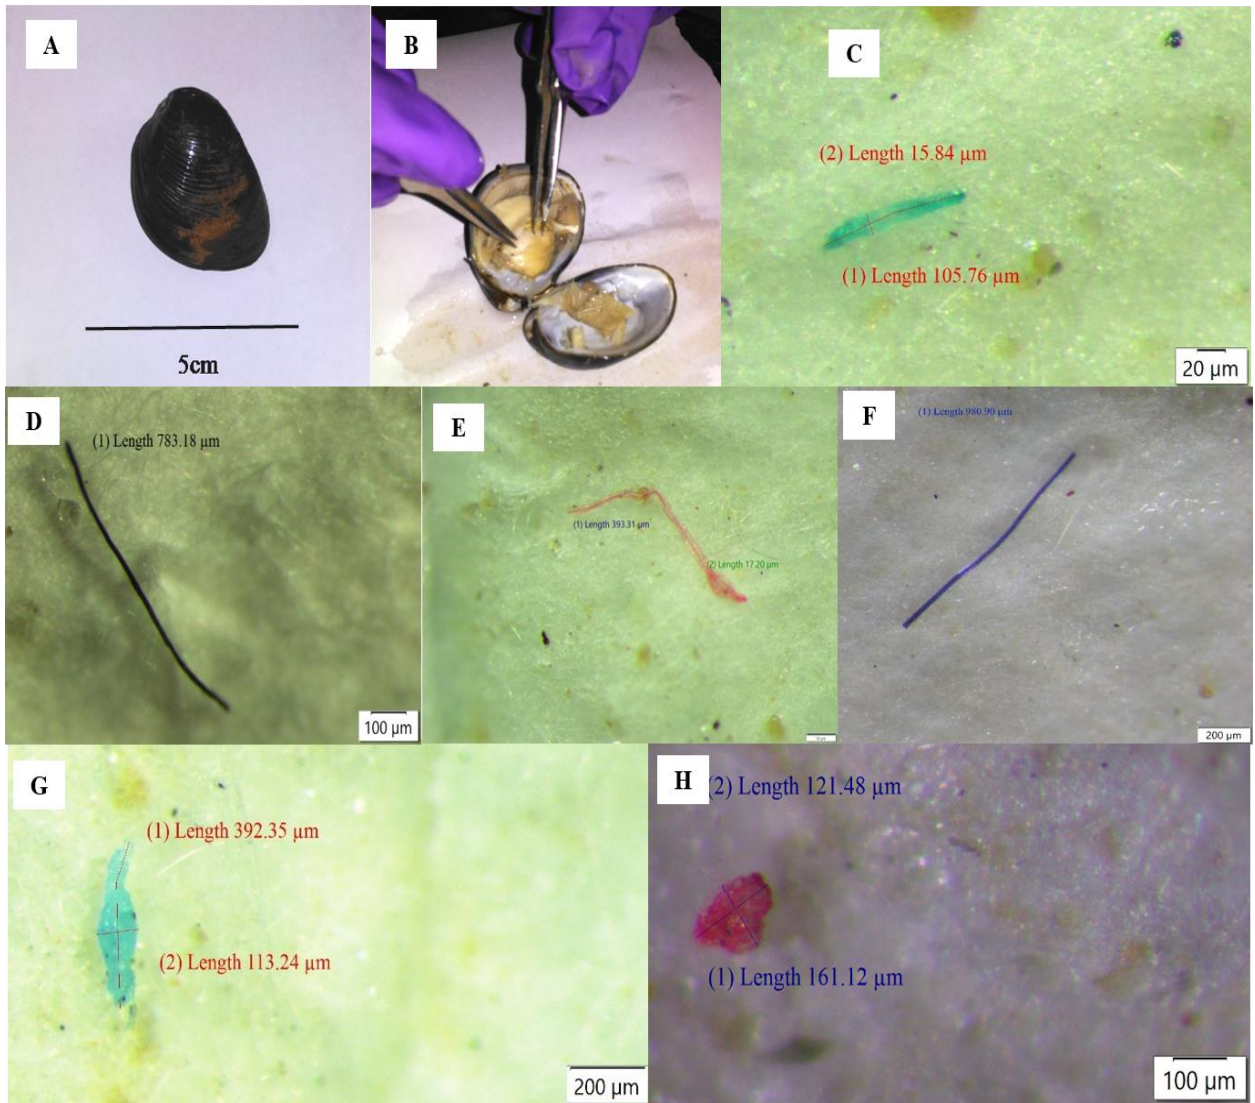 A
5cm
B
C
(2) Length 15.84 µm
(1) Length 105.76 µm
20 µm
D
(1) Length 783.18 µm
100 µm
E
(1) Length 393.31 µm
(2) Length 17.20 µm
F
(1) Length 980.90 µm
200 µm
G
(1) Length 392.35 µm
(2) Length 113.24 µm
200 µm
H
(2) Length 121.48 µm
(1) Length 161.12 µm
100 µm